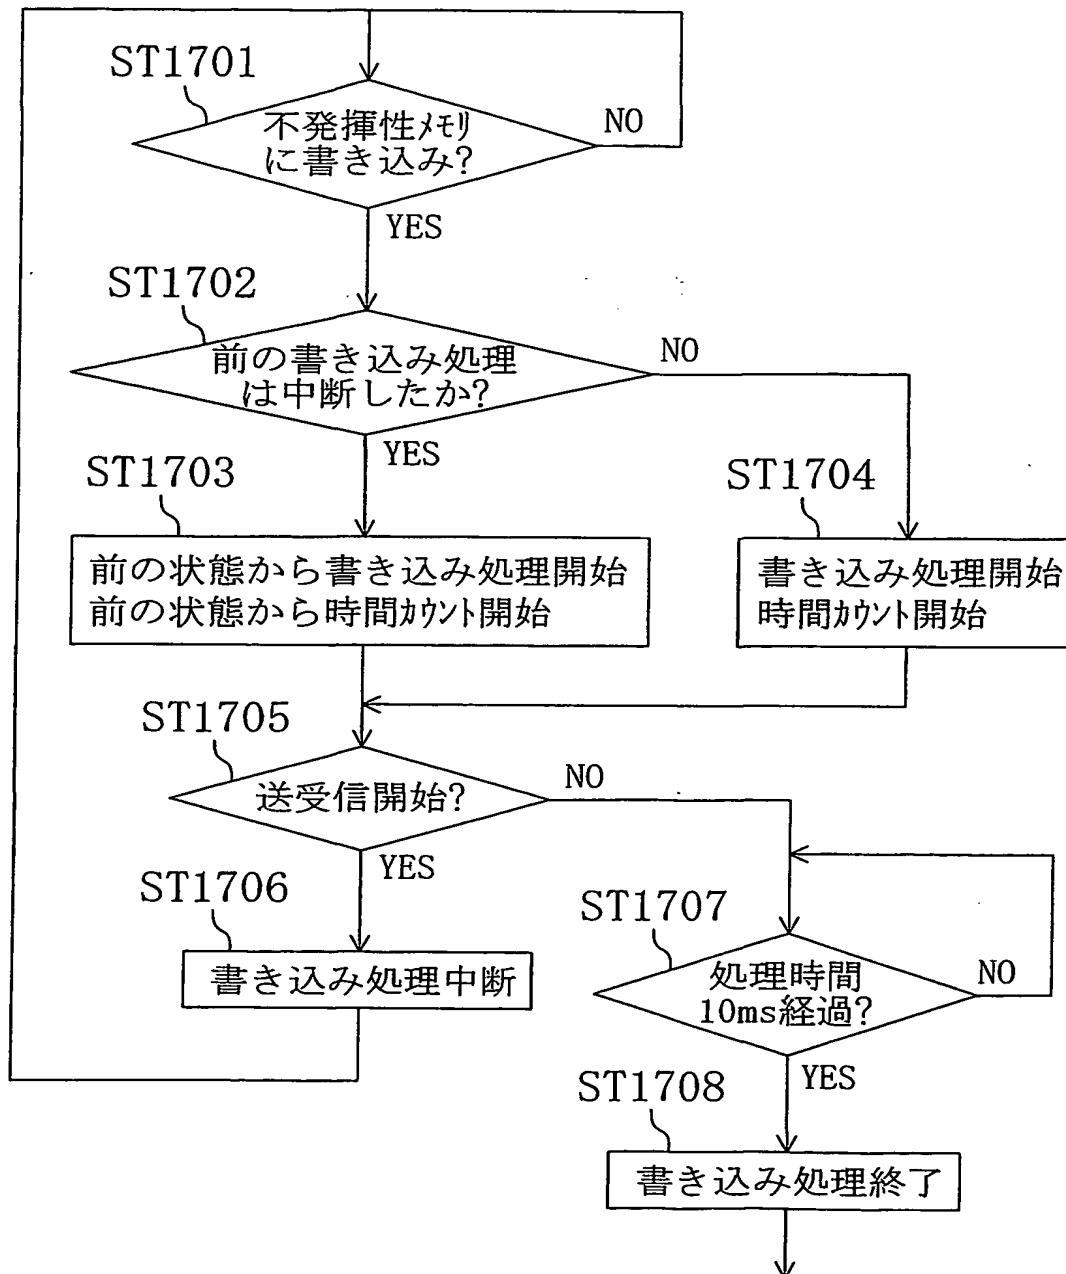 ST1701
不発揮性ﾒﾓﾘ
に書き込み?
NO
YES
ST1702
前の書き込み処理
は中断したか?
NO
YES
ST1703
前の状態から書き込み処理開始
前の状態から時間ｶｳﾝﾄ開始
ST1704
書き込み処理開始
時間ｶｳﾝﾄ開始
ST1705
送受信開始?
NO
YES
ST1706
書き込み処理中断
ST1707
処理時間
10ms経過?
NO
YES
ST1708
書き込み処理終了